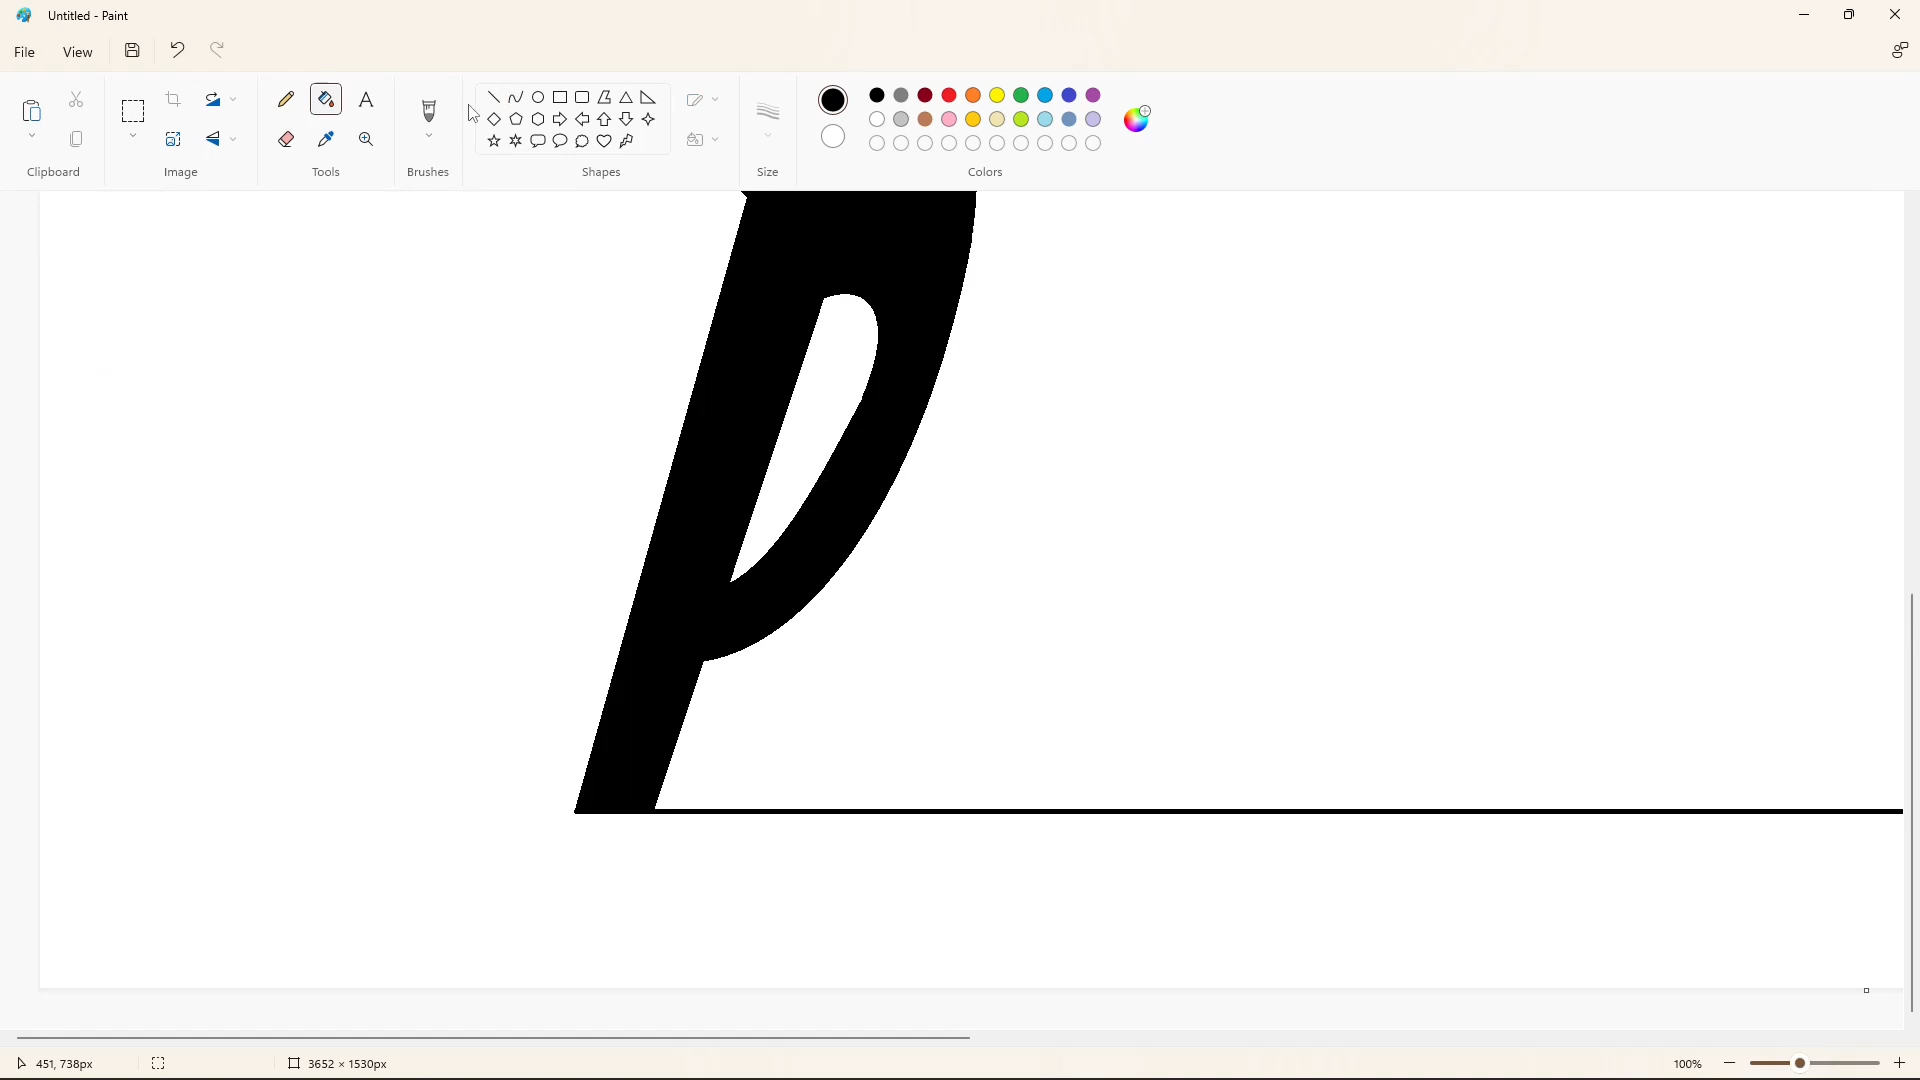 Untitled - Paint
File View
Clipboard Image Tools Brushes Shapes Size Colors
451, 738px 3652 × 1530px 100%